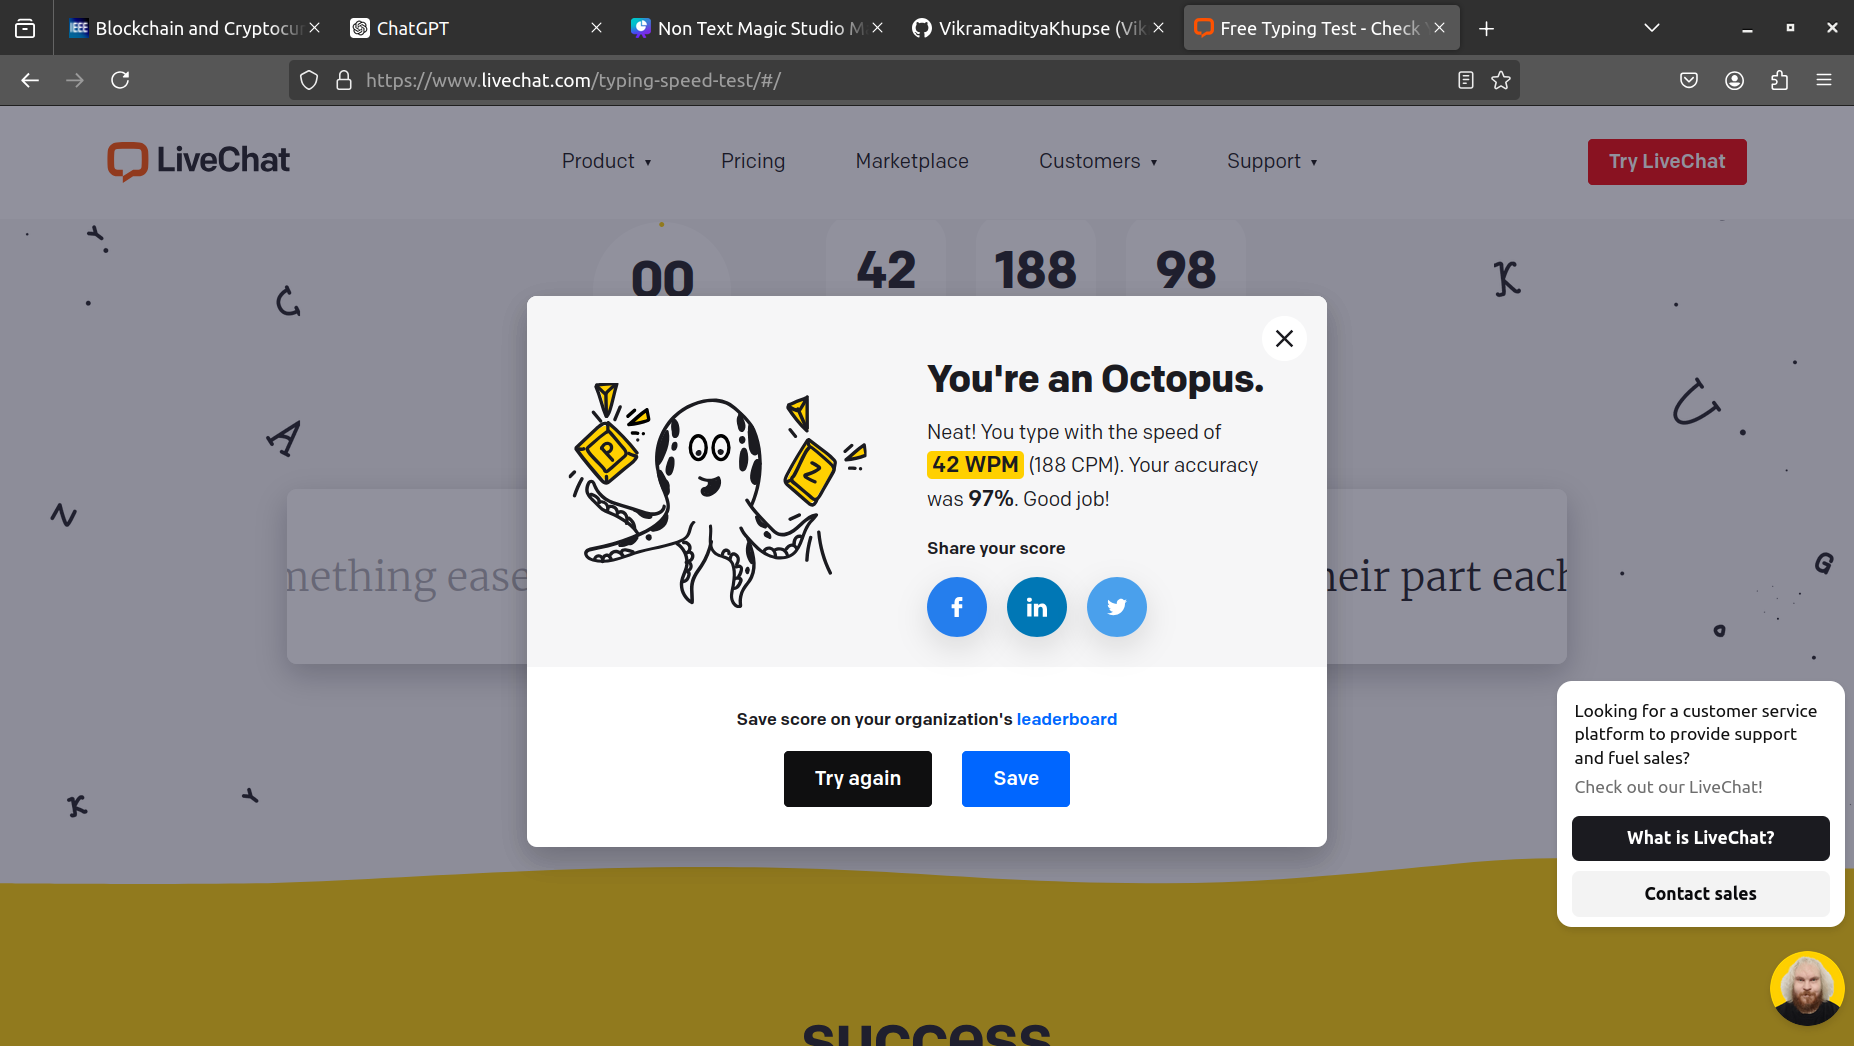 Blockchain and Cryptocur
ChatGPT
Non Text Magic Studio M
VikramadityaKhupse (Vik
Free Typing Test - Check Y
https://www.livechat.com/typing-speed-test/#/
LiveChat
Product
Pricing
Marketplace
Customers
Support
Try LiveChat
00
42
188
98
You're an Octopus.
Neat! You type with the speed of
42 WPM (188 CPM). Your accuracy
was 97%. Good job!
Share your score
mething ease
heir part each
P
Z
f
in
Save score on your organization's leaderboard
Try again
Save
Looking for a customer service
platform to provide support
and fuel sales?
Check out our LiveChat!
What is LiveChat?
Contact sales
success